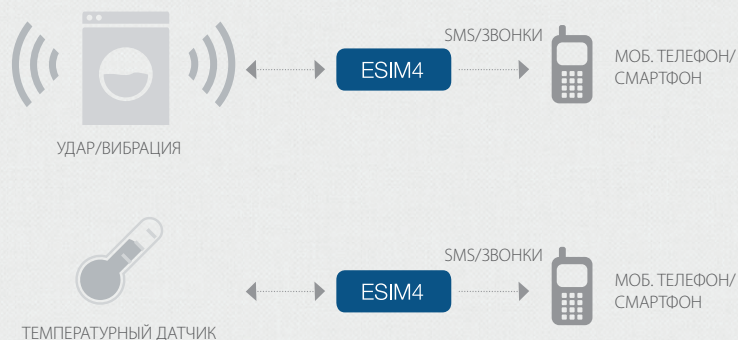 SMS/ЗВОНКИ
ESIM4
МОБ. ТЕЛЕФОН/
СМАРТФОН
УДАР/ВИБРАЦИЯ
SMS/ЗВОНКИ
ESIM4
МОБ. ТЕЛЕФОН/
СМАРТФОН
ТЕМПЕРАТУРНЫЙ ДАТЧИК